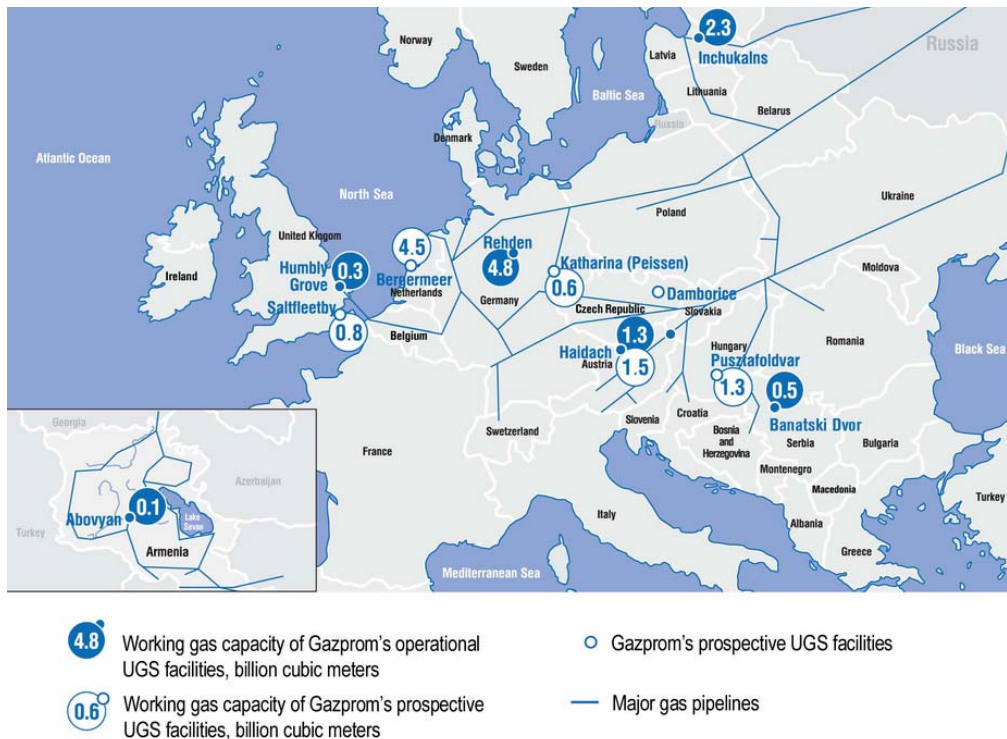 Norway
Sweden
2.3
Inchukalns
Russia
Latvia
Lithuania
Baltic Sea
Belarus
Russia
Denmark
Atlantic Ocean
North Sea
Ukraine
Poland
United Kingom
Ireland
4.5
Rehden
Bergermeer
Netherlands
4.8
Katharina (Peissen)
0.6
Humbly
Grove
0.3
Moldova
Germany
Damborice
Saltfleetby
0.8
Czech Republic
Slovakia
Belgium
1.3
Haidach
Austria
1.5
Hungary
Romania
Pusztafoldvar
1.3
0.5
Banatski Dvor
Black Sea
Swetzerland
Slovenia
Croatia
Bosnia
and
Herzegovina
Serbia
Bulgaria
France
Montenegro
Macedonia
Turkey
Italy
Albania
Greece
Mediterranean Sea
Georgia
Azerbaijan
0.1
Abovyan
Lake
Sevan
Turkey
Armenia
4.8
Working gas capacity of Gazprom's operational
UGS facilities, billion cubic meters
Gazprom's prospective UGS facilities
0.6
Working gas capacity of Gazprom's prospective
UGS facilities, billion cubic meters
Major gas pipelines